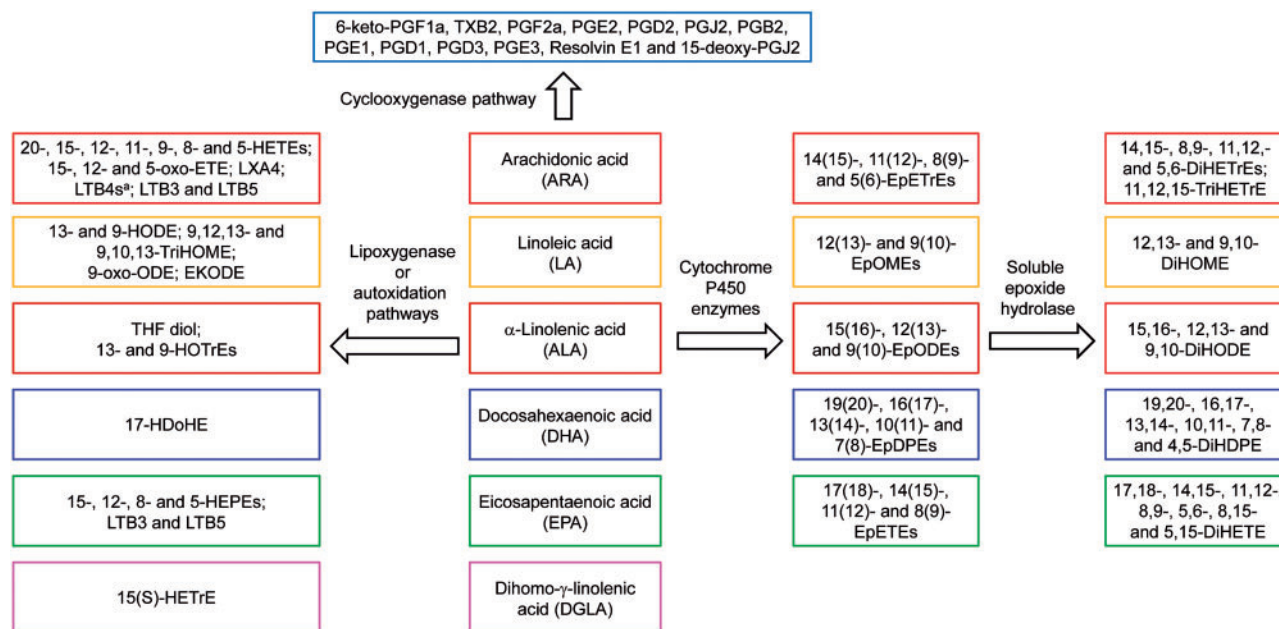 6-keto-PGF1a, TXB2, PGF2a, PGE2, PGD2, PGJ2, PGB2,
PGE1, PGD1, PGD3, PGE3, Resolvin E1 and 15-deoxy-PGJ2
Cyclooxygenase pathway
20-, 15-, 12-, 11-, 9-, 8- and 5-HETEs;
15-, 12- and 5-oxo-ETE; LXA4;
LTB4sª; LTB3 and LTB5
Arachidonic acid
(ARA)
14(15)-, 11(12)-, 8(9)-
and 5(6)-EpETrEs
14,15-, 8,9-, 11,12,-
and 5,6-DiHETrEs;
11,12,15-TriHETrE
13- and 9-HODE; 9,12,13- and
9,10,13-TriHOME;
9-oxo-ODE; EKODE
Lipoxygenase
or
autoxidation
pathways
Linoleic acid
(LA)
Cytochrome
P450
enzymes
12(13)- and 9(10)-
EpOMEs
Soluble
epoxide
hydrolase
12,13- and 9,10-
DiHOME
THF diol;
13- and 9-HOTrEs
α-Linolenic acid
(ALA)
15(16)-, 12(13)-
and 9(10)-EpODEs
15,16-, 12,13- and
9,10-DiHODE
17-HDoHE
Docosahexaenoic acid
(DHA)
19(20)-, 16(17)-,
13(14)-, 10(11)- and
7(8)-EpDPEs
19,20-, 16,17-,
13,14-, 10,11-, 7,8-
and 4,5-DiHDPE
15-, 12-, 8- and 5-HEPEs;
LTB3 and LTB5
Eicosapentaenoic acid
(EPA)
17(18)-, 14(15)-,
11(12)- and 8(9)-
EpETEs
17,18-, 14,15-, 11,12-
8,9-, 5,6-, 8,15-
and 5,15-DiHETE
15(S)-HETrE
Dihomo-γ-linolenic
acid (DGLA)